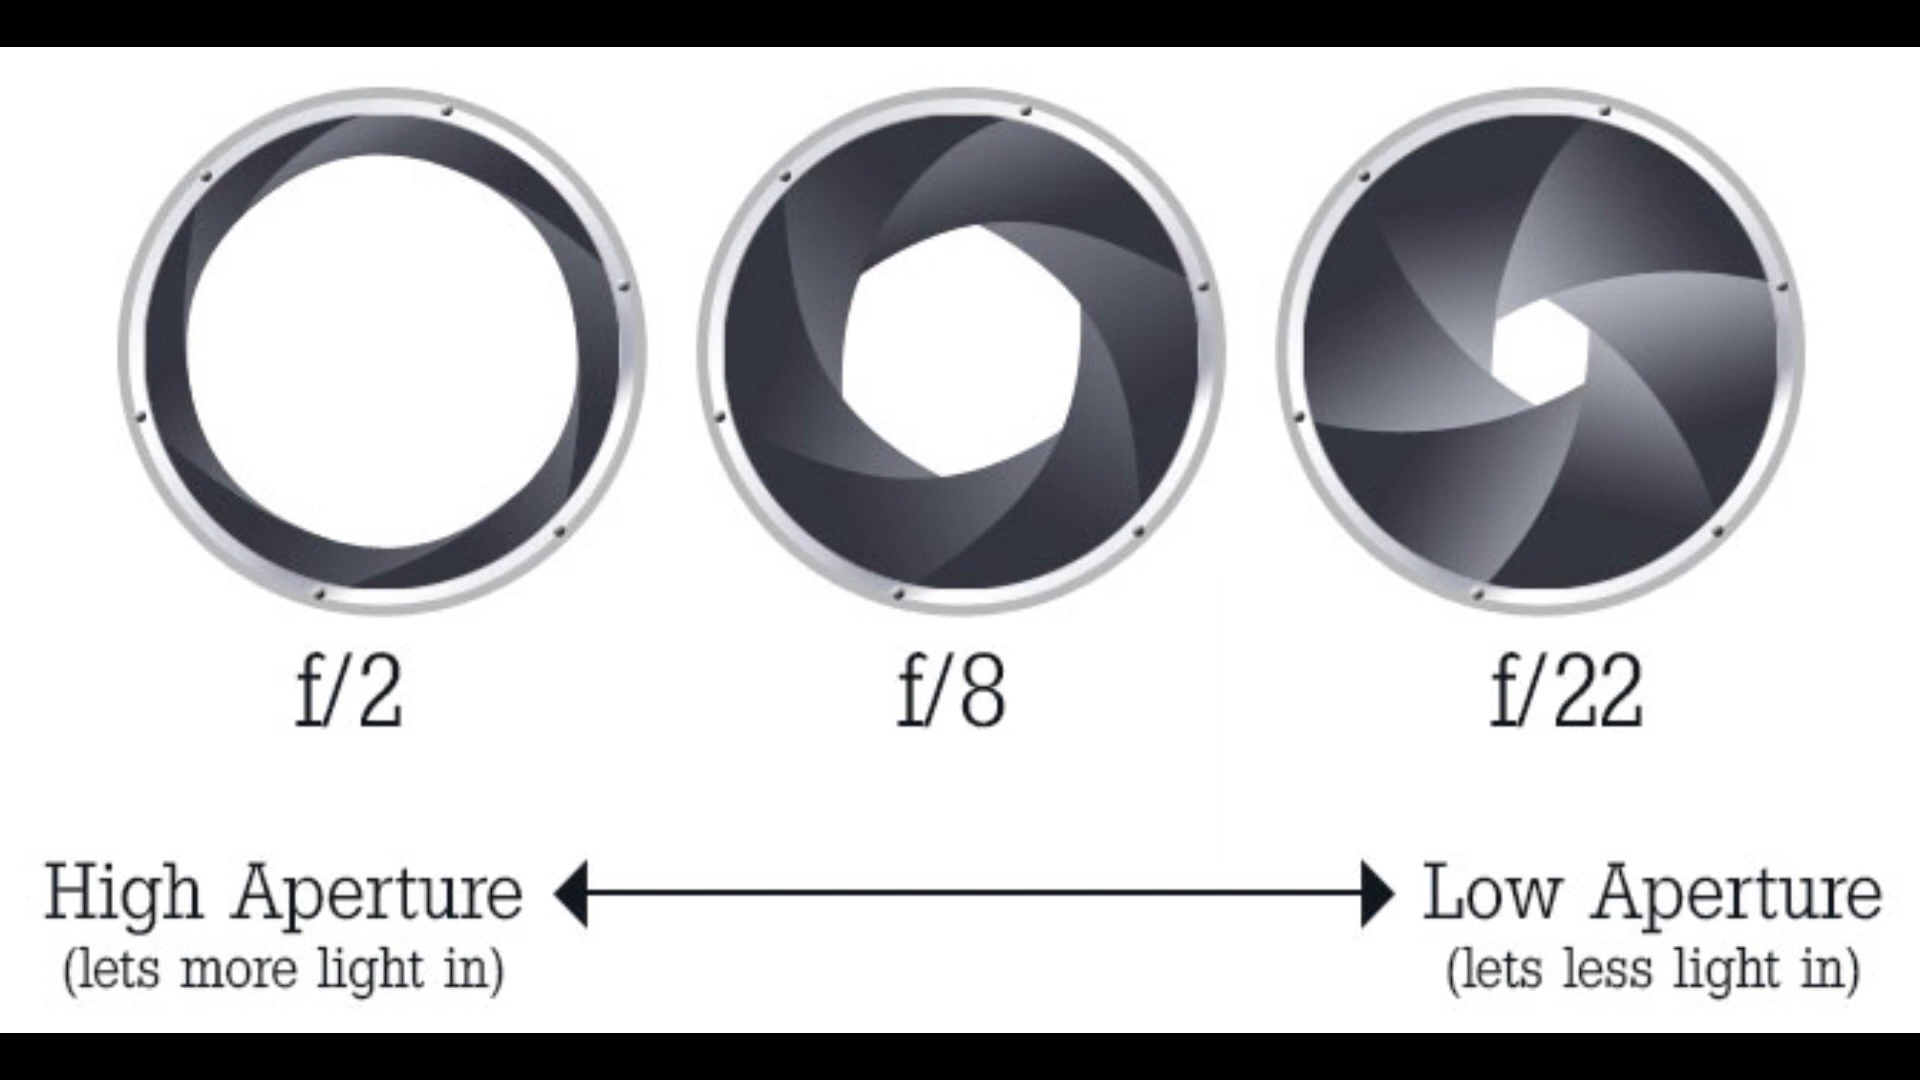 f/2
f/8
f/22
High Aperture
(lets more light in)
Low Aperture
(lets less light in)